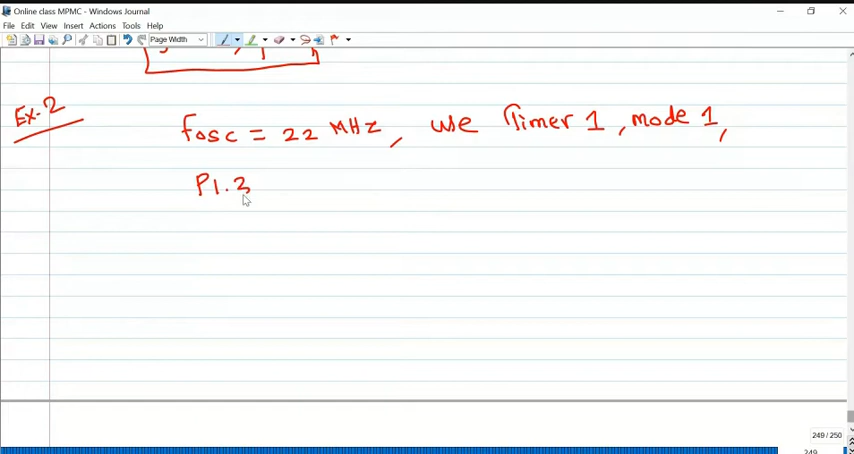 Online class MPMC - Windows Journal
File Edit View Insert Actions Tools Help
Page Width
Ex-2
fosc = 22 MHz, use Timer 1, mode 1,
P1.3
249 / 250
249